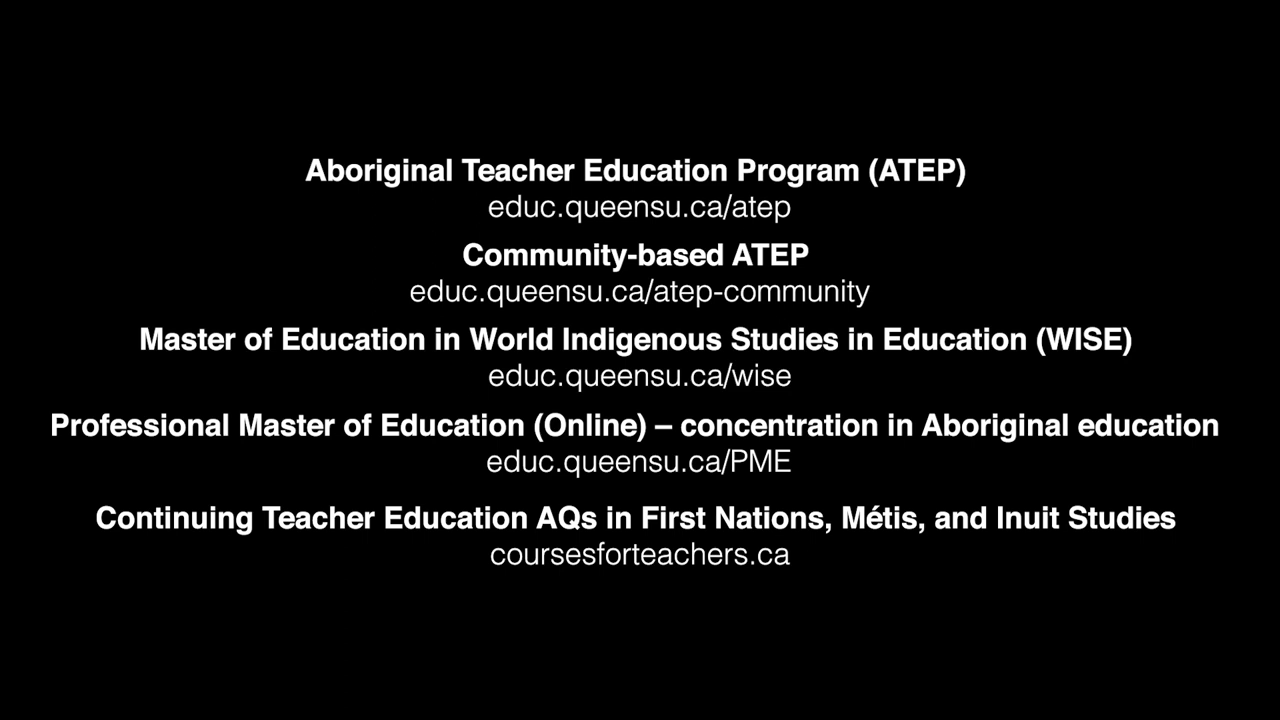 Aboriginal Teacher Education Program (ATEP)
educ.queensu.ca/atep
Community-based ATEP
educ.queensu.ca/atep-community
Master of Education in World Indigenous Studies in Education (WISE)
educ.queensu.ca/wise
Professional Master of Education (Online) – concentration in Aboriginal education
educ.queensu.ca/PME
Continuing Teacher Education AQs in First Nations, Métis, and Inuit Studies
coursesforteachers.ca